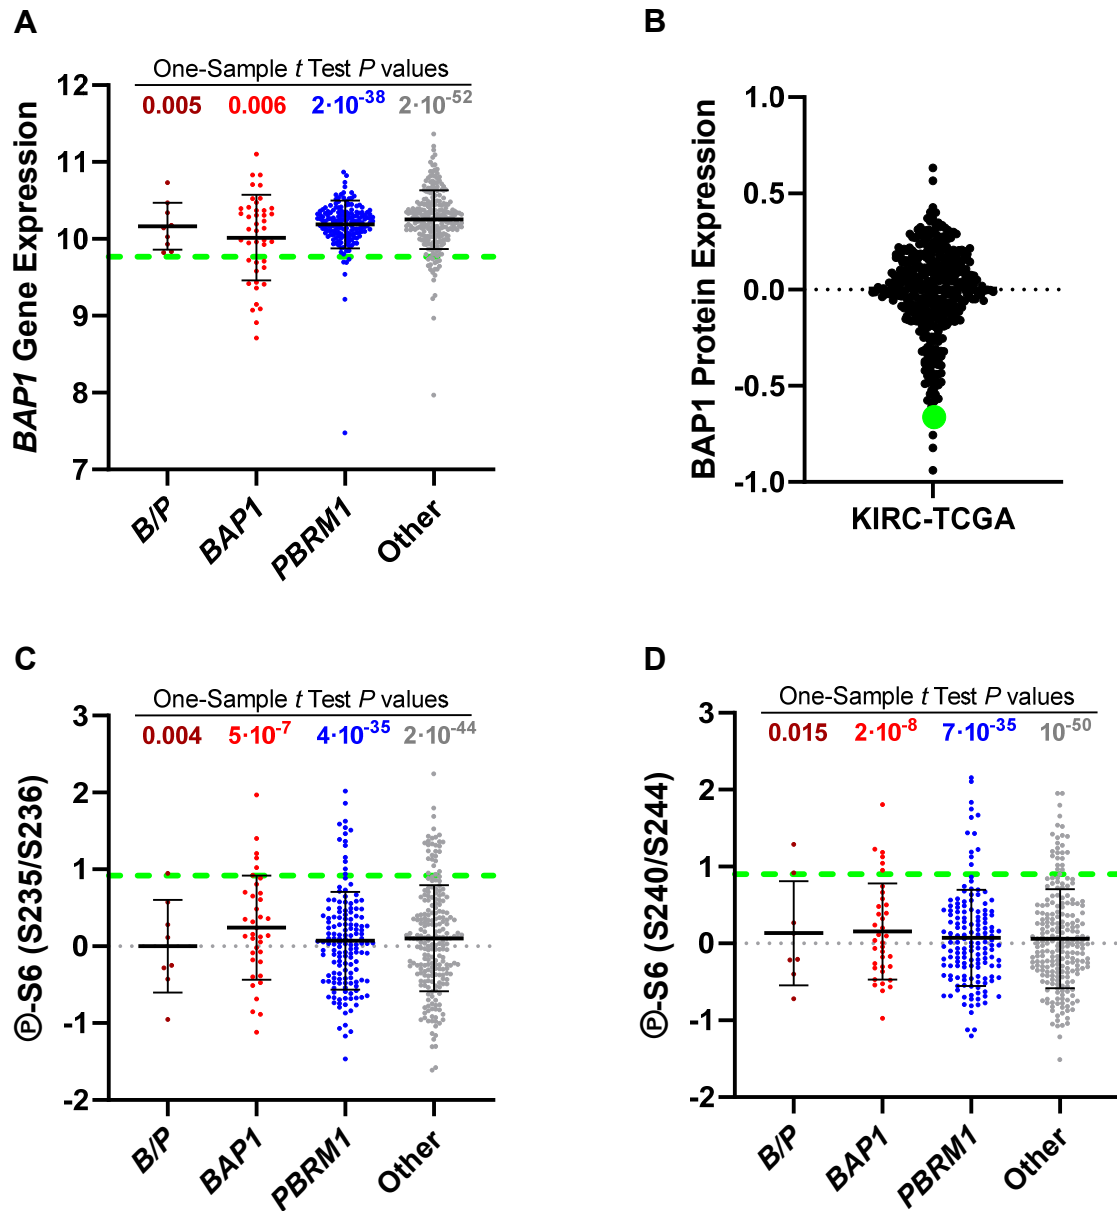 A
One-Sample t Test P values
0.005 0.006 2·10⁻³⁸ 2·10⁻⁵²
BAP1 Gene Expression
12
11
10
9
8
7
B/P BAP1 PBRM1 Other
B
BAP1 Protein Expression
1.0
0.5
0.0
-0.5
-1.0
KIRC-TCGA
C
One-Sample t Test P values
0.004 5·10⁻⁷ 4·10⁻³⁵ 2·10⁻⁴⁴
Ⓟ-S6 (S235/S236)
3
2
1
0
-1
-2
B/P BAP1 PBRM1 Other
D
One-Sample t Test P values
0.015 2·10⁻⁸ 7·10⁻³⁵ 10⁻⁵⁰
Ⓟ-S6 (S240/S244)
3
2
1
0
-1
-2
B/P BAP1 PBRM1 Other